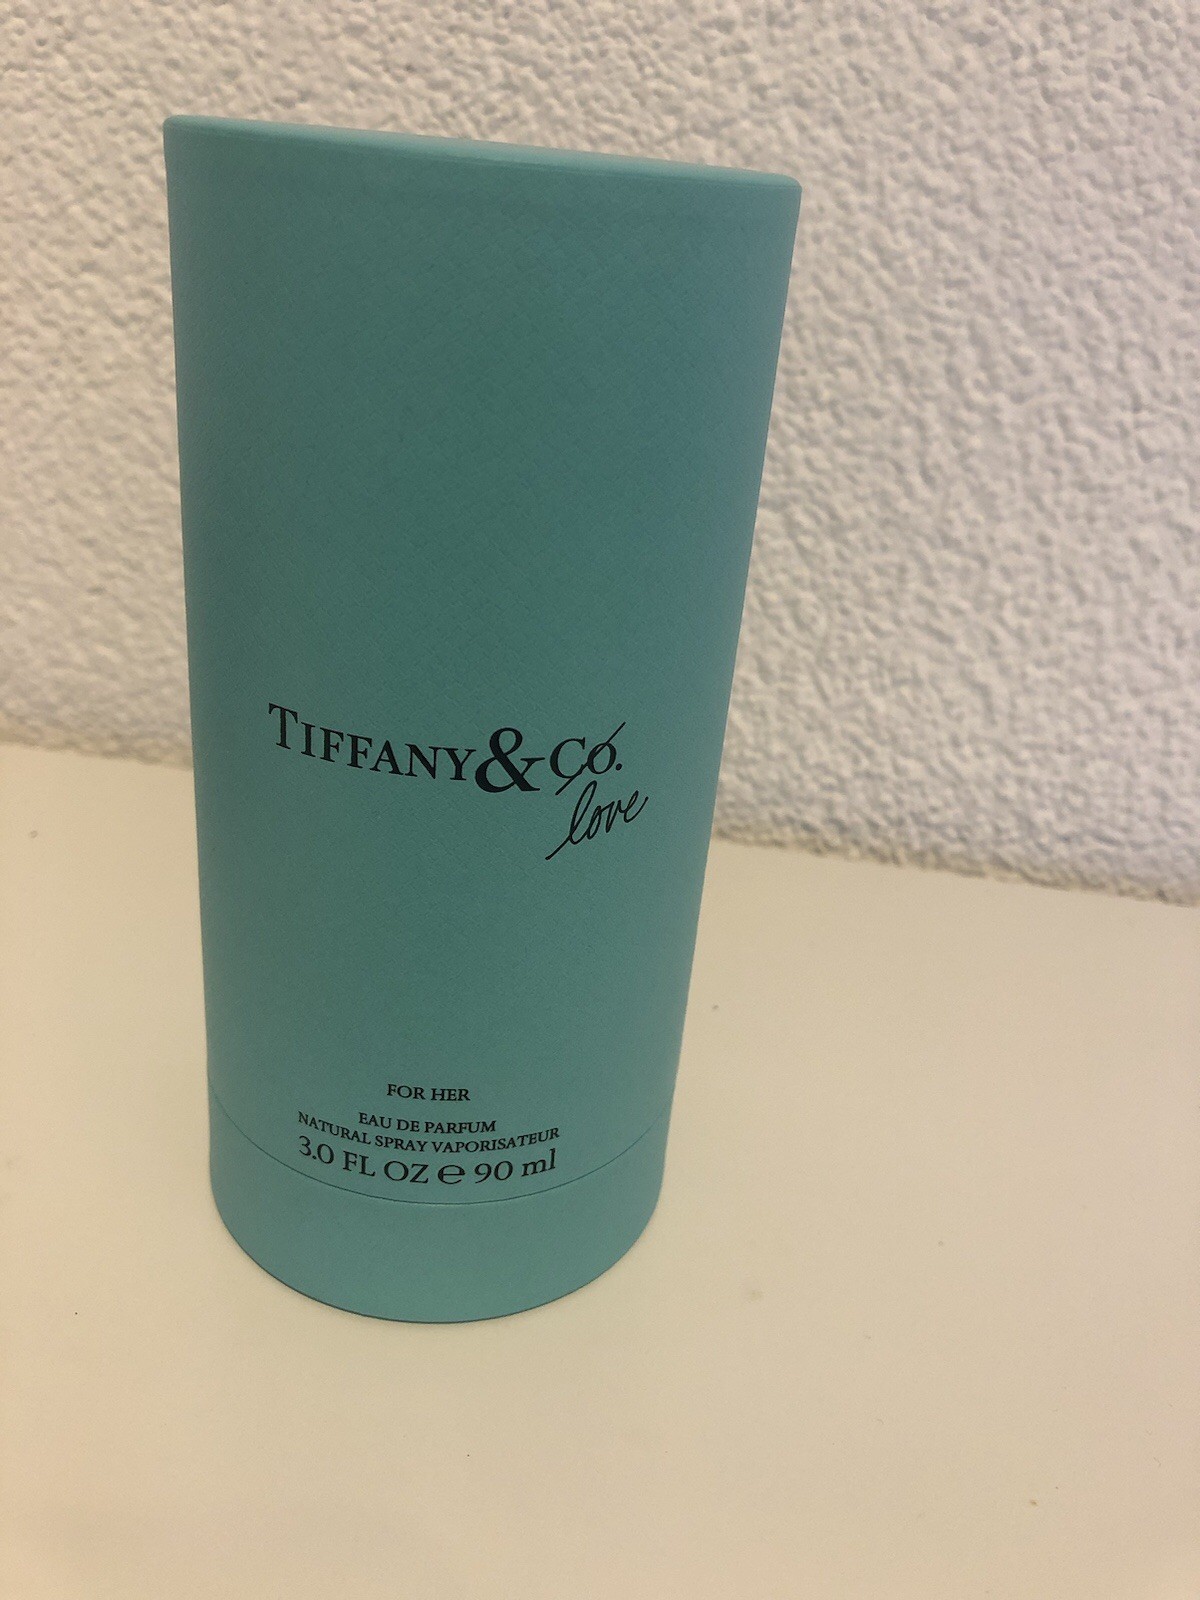 TIFFANY & Co.
love
FOR HER
EAU DE PARFUM
NATURAL SPRAY VAPORISATEUR
3.0 FL OZ ℮ 90 ml